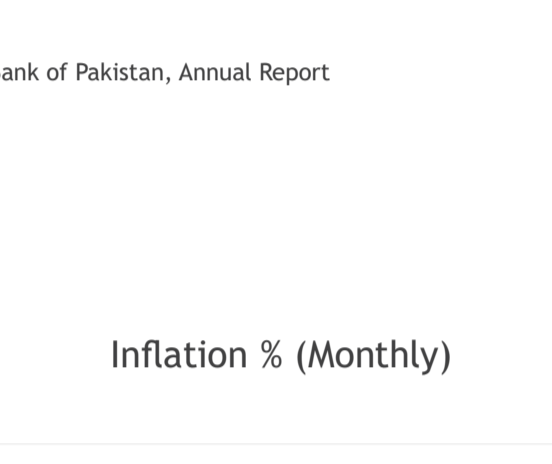 ank of Pakistan, Annual Report
Inflation % (Monthly)